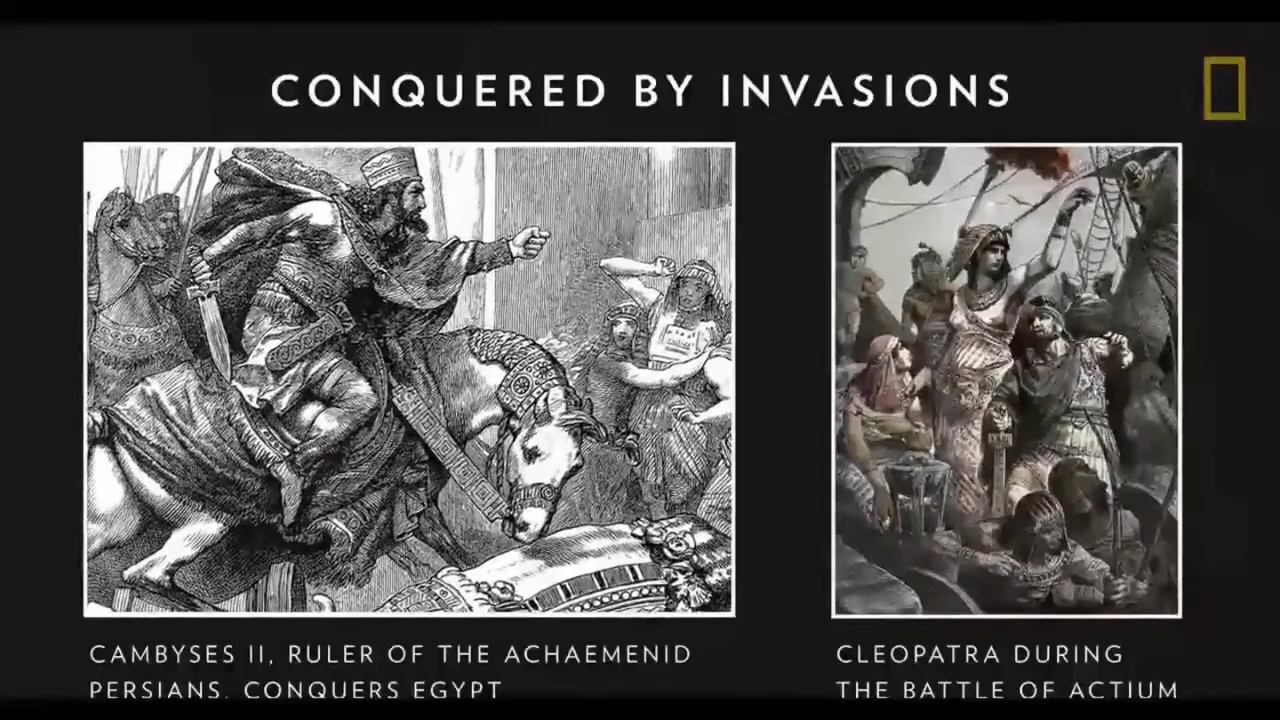 CONQUERED BY INVASIONS
CAMBYSES II, RULER OF THE ACHAEMENID
PERSIANS, CONQUERS EGYPT
CLEOPATRA DURING
THE BATTLE OF ACTIUM